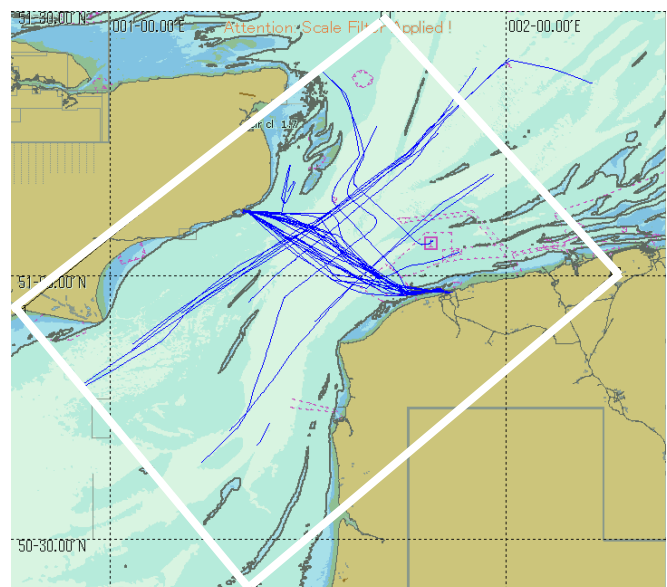 51-30.00'N
001-00.00'E
Attention Scale Filter Applied !
002-00.00'E
51-00.00'N
50-30.00'N